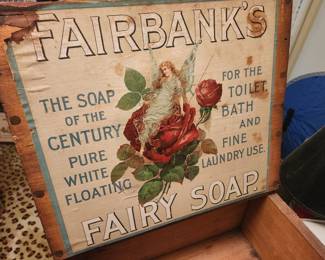 FAIRBANK'S
THE SOAP
OF THE
CENTURY
PURE
WHITE
FLOATING
FOR THE
TOILET,
BATH
AND
FINE
LAUNDRY USE.
FAIRY SOAP